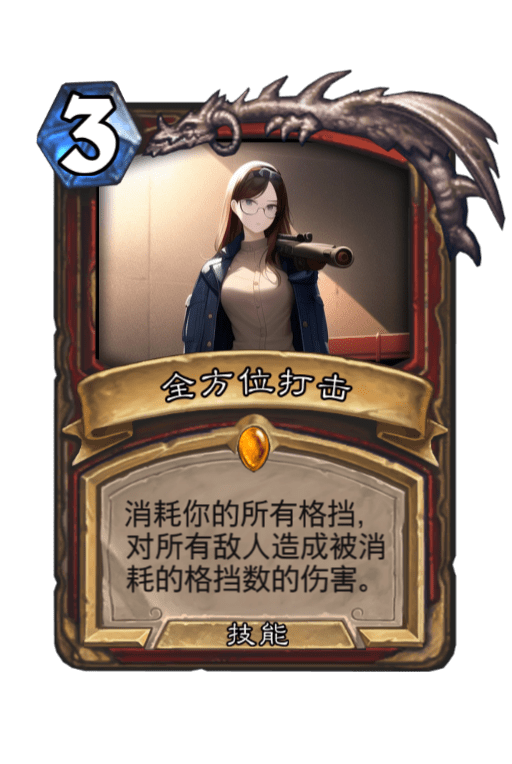 3
全方位打击
消耗你的所有格挡,
对所有敌人造成被消
耗的格挡数的伤害。
技能